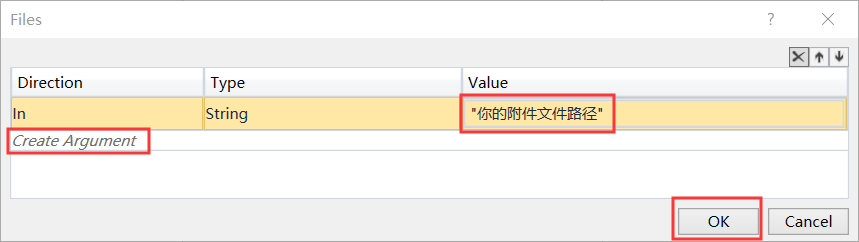 Files
Direction Type Value
In String "你的附件文件路径"
Create Argument
OK Cancel